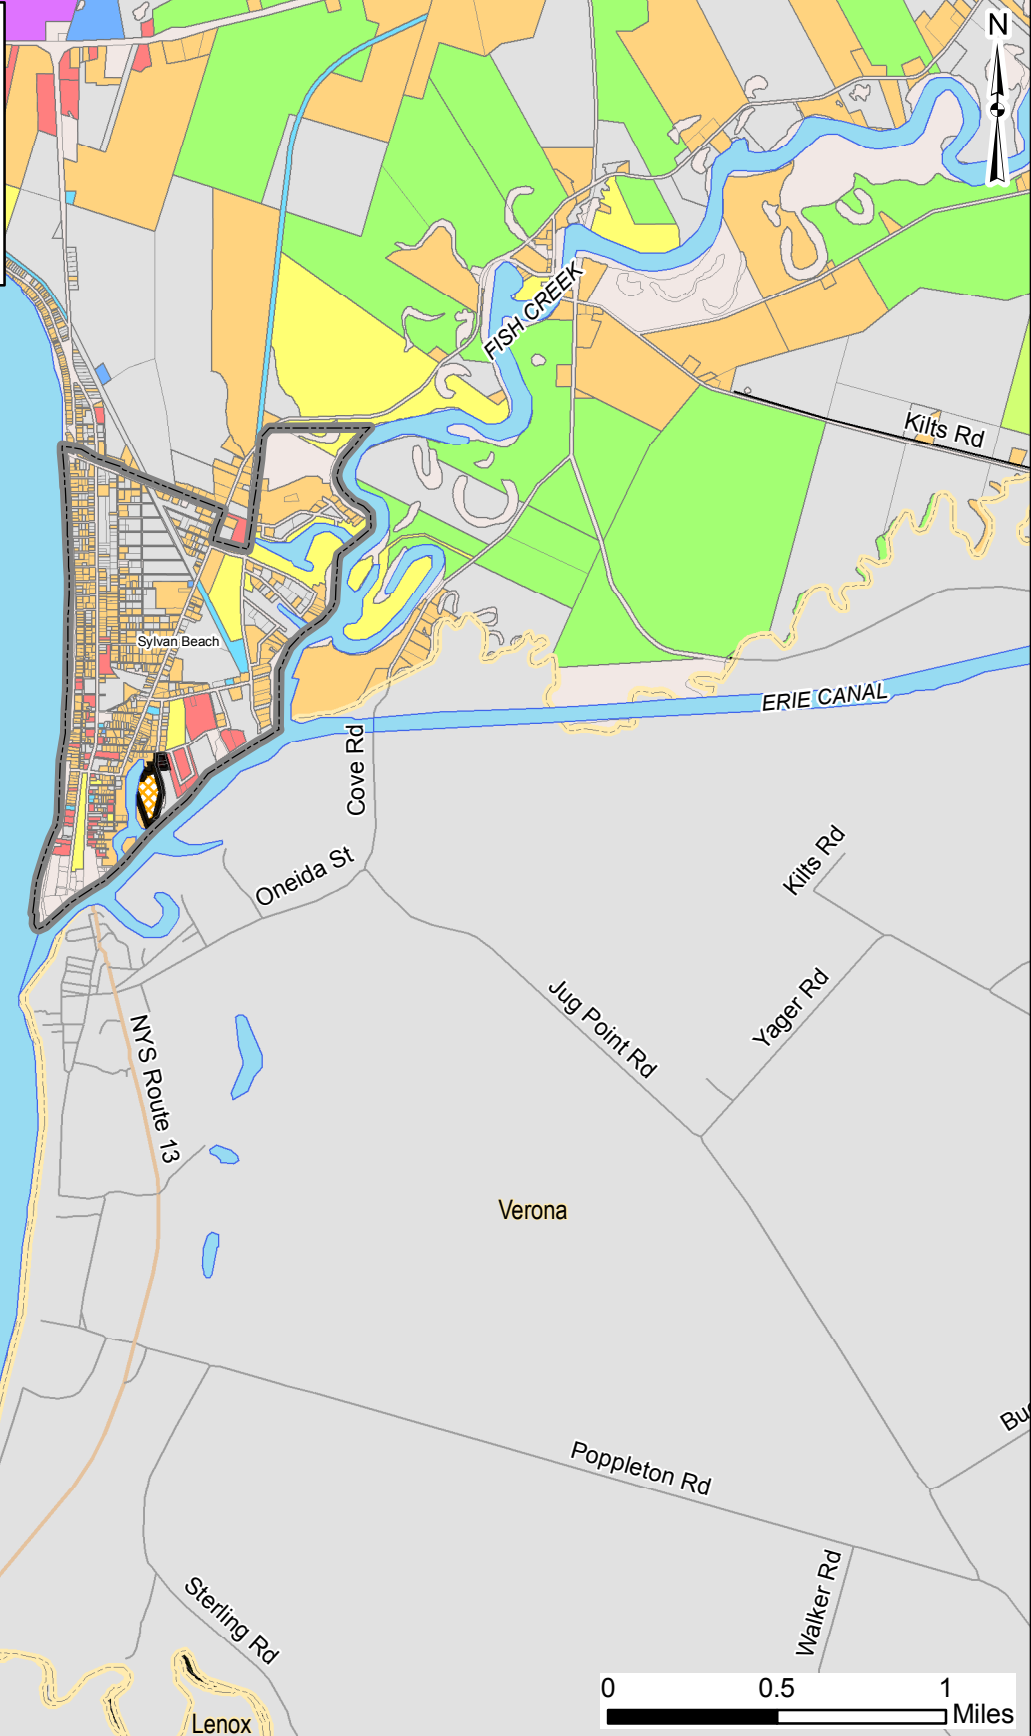 N
FISH CREEK
Kilts Rd
Sylvan Beach
ERIE CANAL
Cove Rd
Oneida St
Kilts Rd
Jug Point Rd
Yager Rd
NYS Route 13
Verona
Poppleton Rd
Walker Rd
Sterling Rd
Lenox
0 0.5 1
Miles